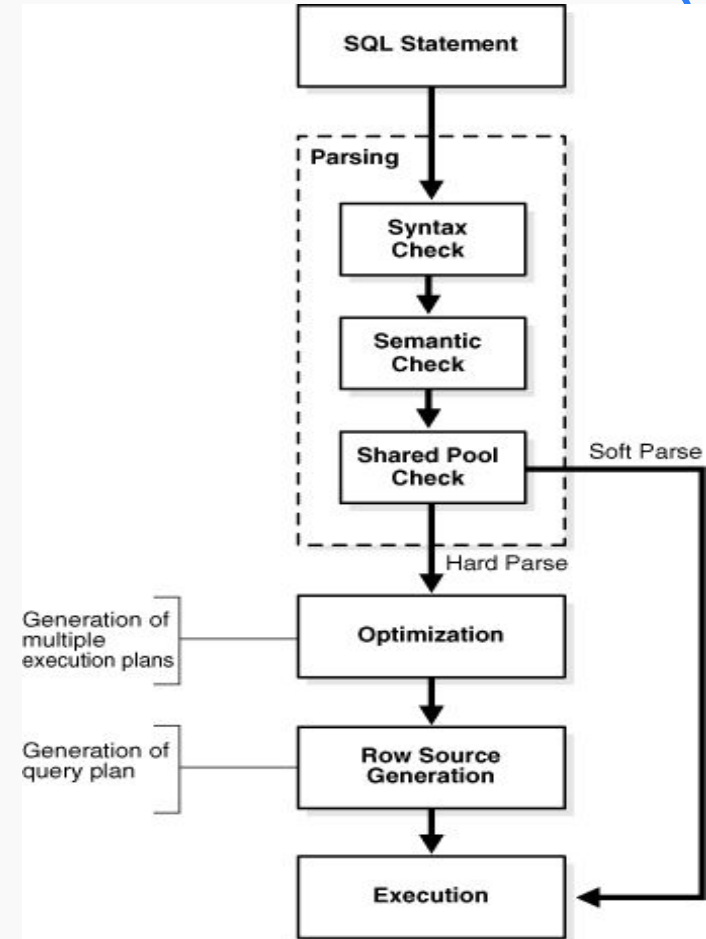 SQL Statement
Parsing
Syntax
Check
Semantic
Check
Shared Pool
Check
Soft Parse
Hard Parse
Generation of
multiple
execution plans
Optimization
Generation of
query plan
Row Source
Generation
Execution